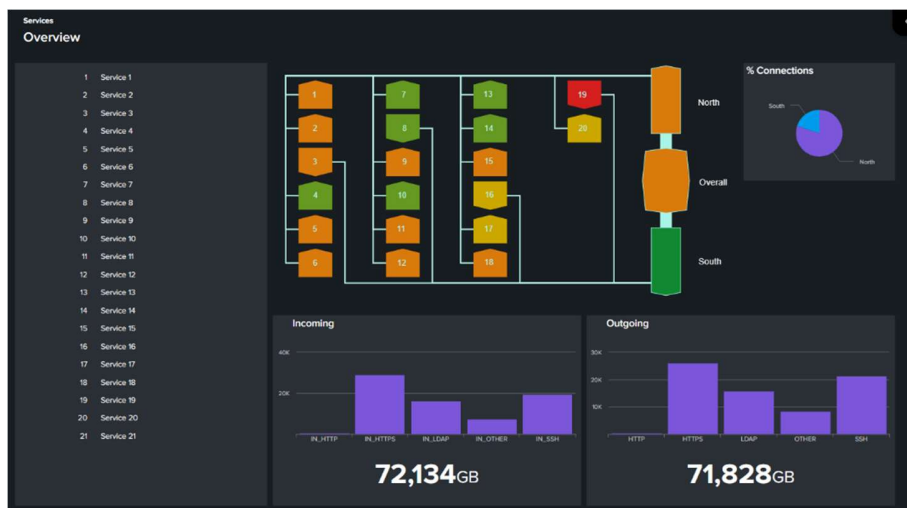 Services
Overview
1 Service 1
2 Service 2
3 Service 3
4 Service 4
5 Service 5
6 Service 6
7 Service 7
8 Service 8
9 Service 9
10 Service 10
11 Service 11
12 Service 12
13 Service 13
14 Service 14
15 Service 15
16 Service 16
17 Service 17
18 Service 18
19 Service 19
20 Service 20
21 Service 21
1 7 13 19
2 8 14 20
3 9 15
4 10 16
5 11 17
6 12 18
North
Overall
South
% Connections
South
North
Incoming
40K
20K
IN_HTTP IN_HTTPS IN_LDAP IN_OTHER IN_SSH
72,134GB
Outgoing
30K
20K
10K
HTTP HTTPS LDAP OTHER SSH
71,828GB